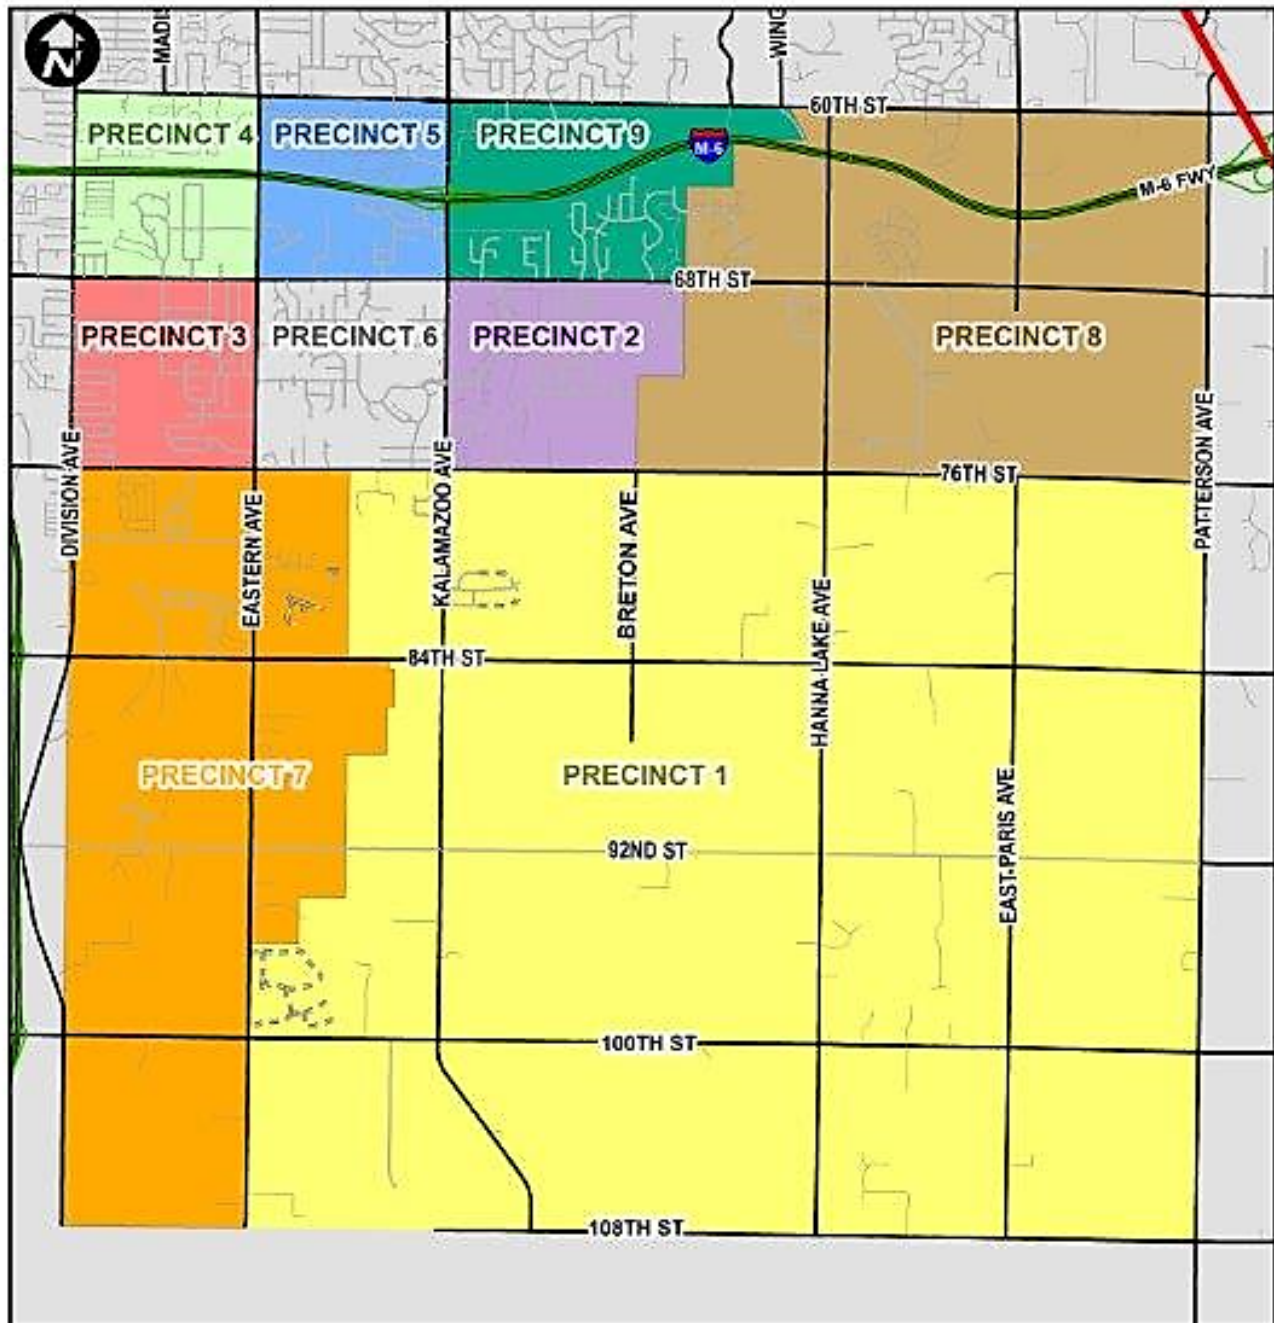 N
MADIS
WING
60TH ST
PRECINCT 4
PRECINCT 5
PRECINCT 9
M-6
M-6 FWY
68TH ST
PRECINCT 3
PRECINCT 6
PRECINCT 2
PRECINCT 8
DIVISION AVE
EASTERN AVE
KALAMAZOO AVE
BRETON AVE
HANNA LAKE AVE
PATTERSON AVE
76TH ST
84TH ST
PRECINCT 7
PRECINCT 1
EAST PARIS AVE
92ND ST
100TH ST
108TH ST